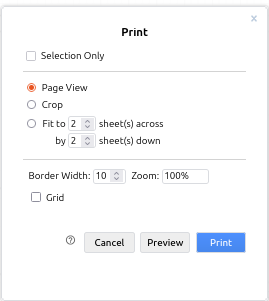 Print
Selection Only
Page View
Crop
Fit to 2 sheet(s) across
by 2 sheet(s) down
Border Width: 10 Zoom: 100%
Grid
? Cancel Preview Print